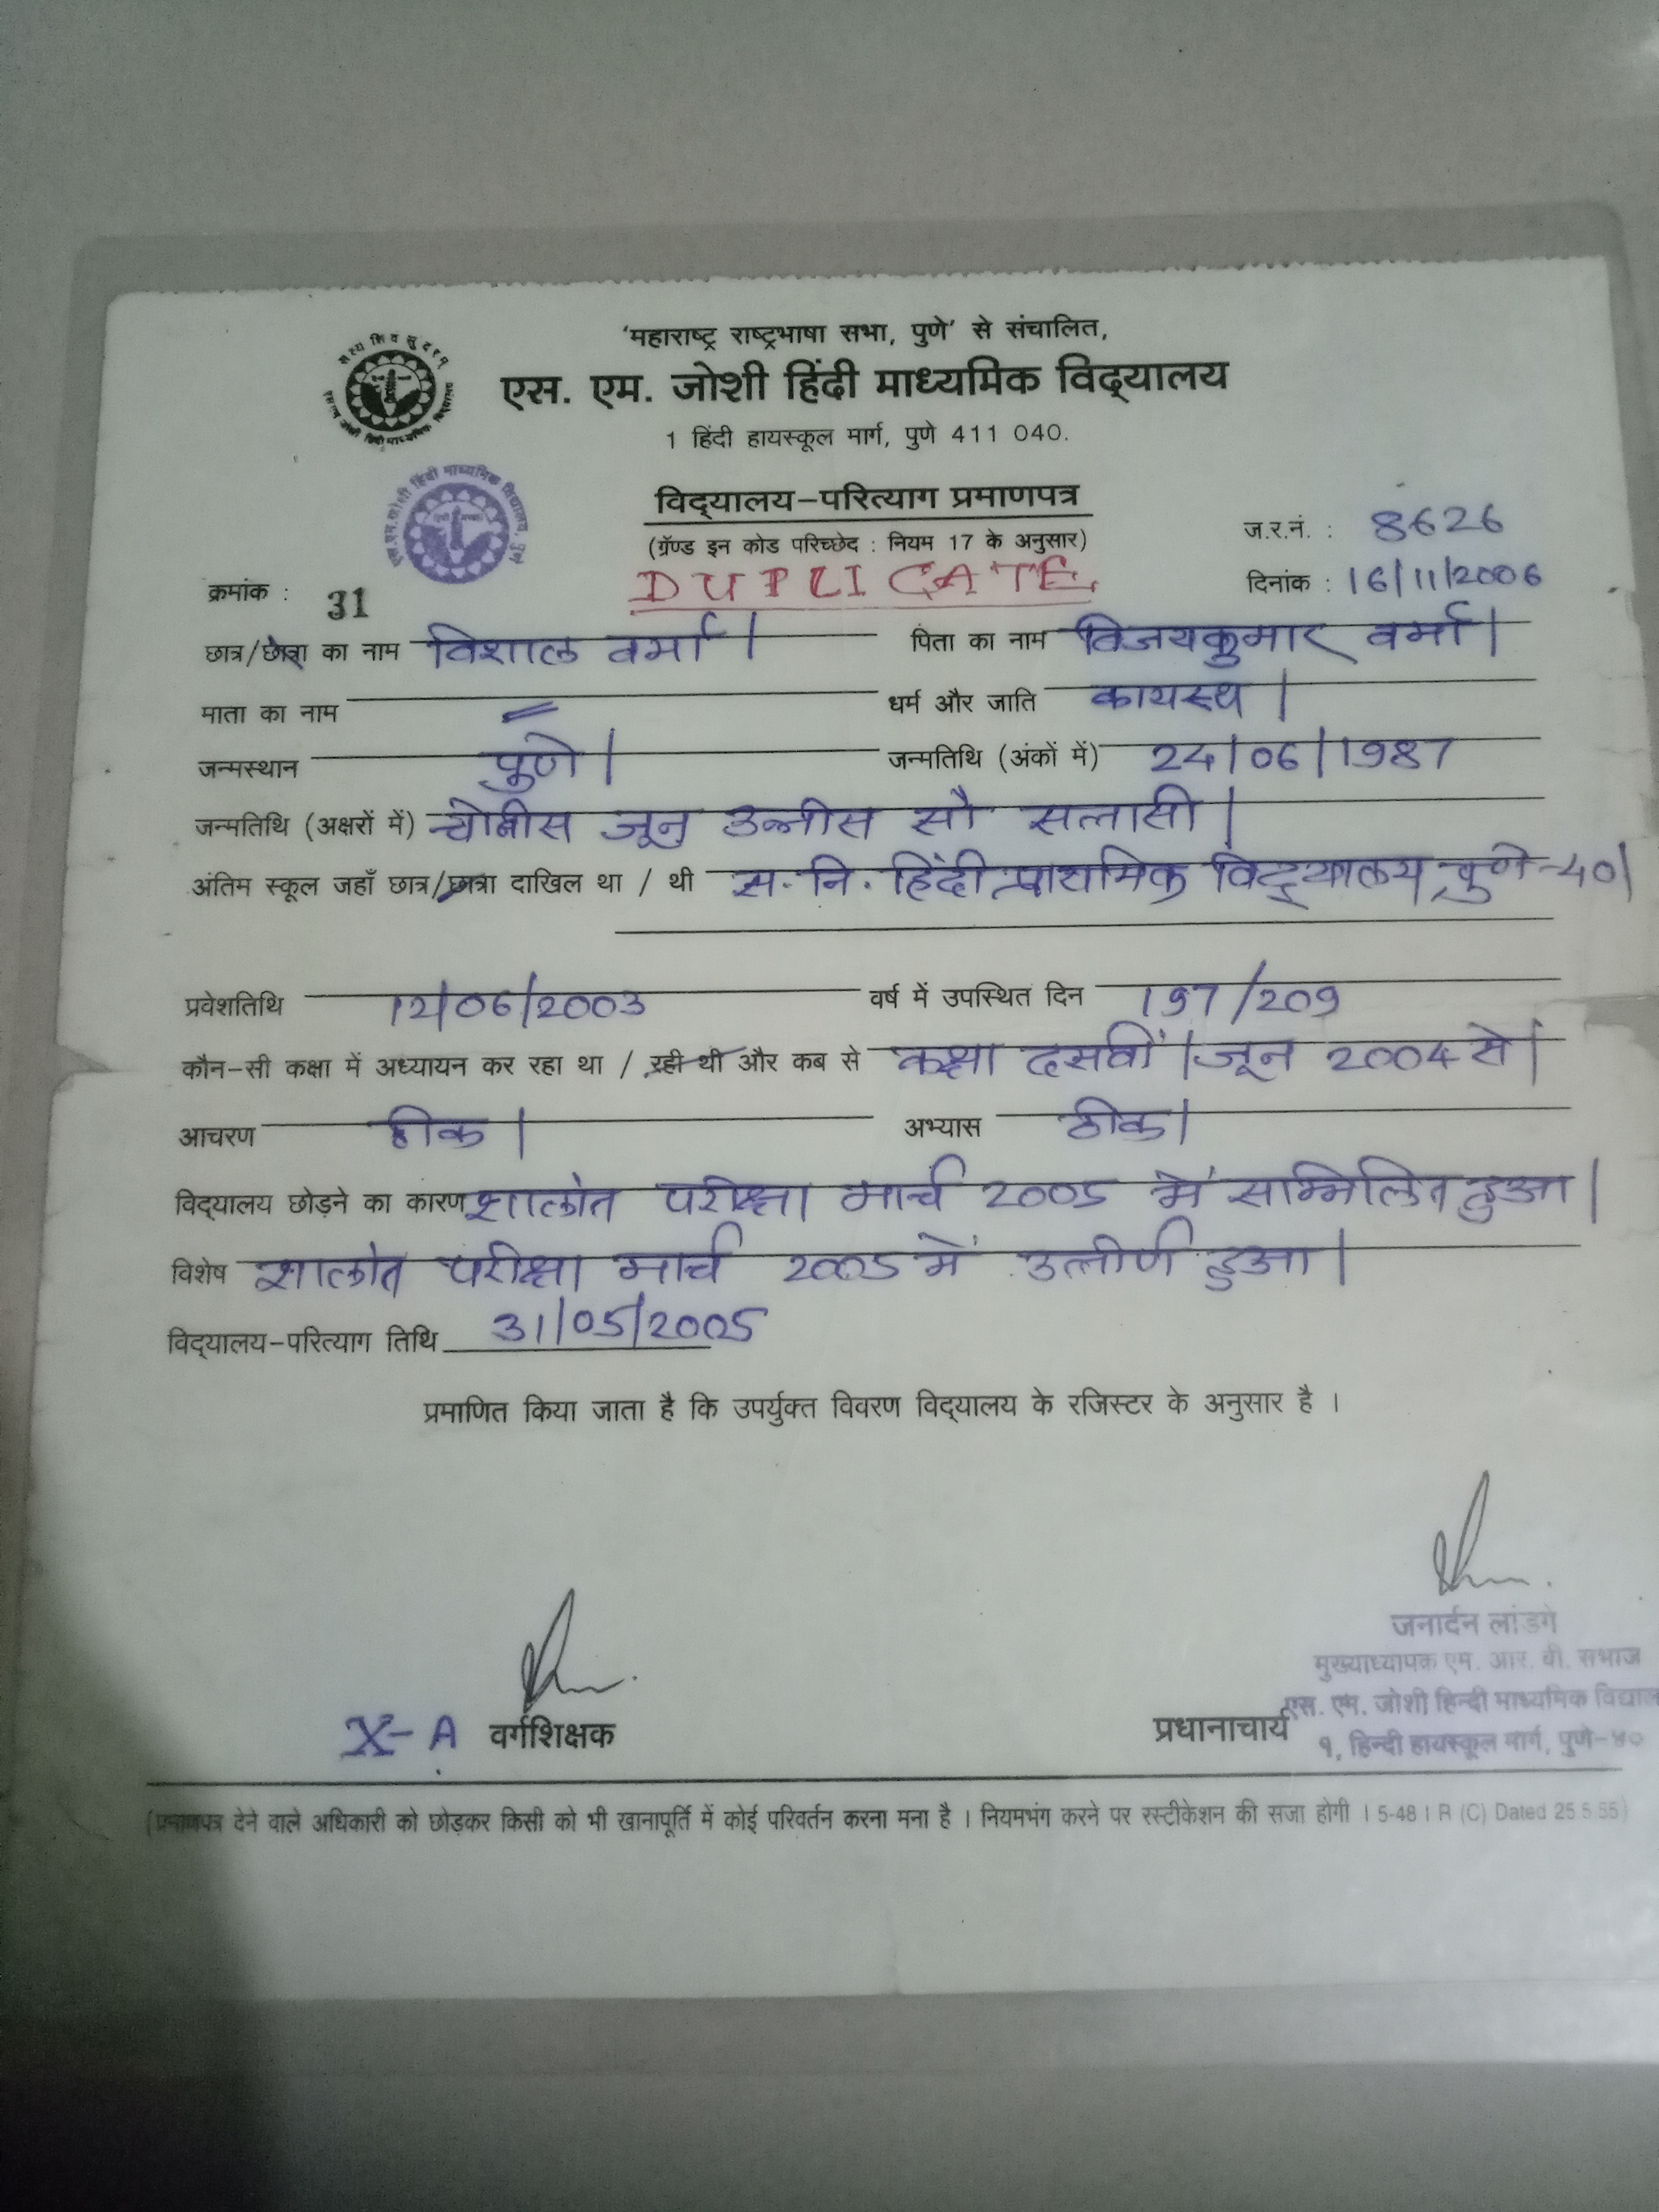 'महाराष्ट्र राष्ट्रभाषा सभा, पुणे' से संचालित,
एस. एम. जोशी हिंदी माध्यमिक विद्‌यालय
1 हिंदी हायस्कूल मार्ग, पुणे 411 040.
सत्य शिव सुंदरम्
एस.एम.जोशी हिंदी माध्यमिक विद्यालय, पुणे
विद्‌यालय-परित्याग प्रमाणपत्र
(ग्रॅण्ड इन कोड परिच्छेद : नियम 17 के अनुसार)
ज.र.नं. : 8626
DUPLICATE
क्रमांक : 31
दिनांक : 16/11/2006
छात्र/छात्रा का नाम विशाल वर्मा | पिता का नाम विजयकुमार वर्मा |
माता का नाम = धर्म और जाति कायस्थ |
जन्मस्थान पुणे | जन्मतिथि (अंकों में) 24/06/1987
जन्मतिथि (अक्षरों में) चोबीस जून उन्नीस सौ सत्तासी |
अंतिम स्कूल जहाँ छात्र/छात्रा दाखिल था / थी स. नि. हिंदी प्राथमिक विद्‌यालय, पुणे-40|
प्रवेशतिथि 12/06/2003 वर्ष में उपस्थित दिन 197/209
कौन-सी कक्षा में अध्यायन कर रहा था / रही थी और कब से कक्षा दसवीं | जून 2004 से |
आचरण ठीक | अभ्यास ठीक |
विद्‌यालय छोड़ने का कारण शालांत परीक्षा मार्च 2005 में सम्मिलित हुआ |
विशेष शालांत परीक्षा मार्च 2005 में उत्तीर्ण हुआ |
विद्‌यालय-परित्याग तिथि 31/05/2005
प्रमाणित किया जाता है कि उपर्युक्त विवरण विद्‌यालय के रजिस्टर के अनुसार है ।
जनार्दन लांडगे
मुख्याध्यापक एम. आर. बी. सभाज
एस. एम. जोशी हिन्दी माध्यमिक विद्याल
X-A वर्गशिक्षक प्रधानाचार्य १, हिन्दी हायस्कूल मार्ग, पुणे-४०
(प्रमाणपत्र देने वाले अधिकारी को छोड़कर किसी को भी खानापूर्ति में कोई परिवर्तन करना मना है । नियमभंग करने पर रस्टीकेशन की सजा होगी । 5-48 I R (C) Dated 25.5.55)